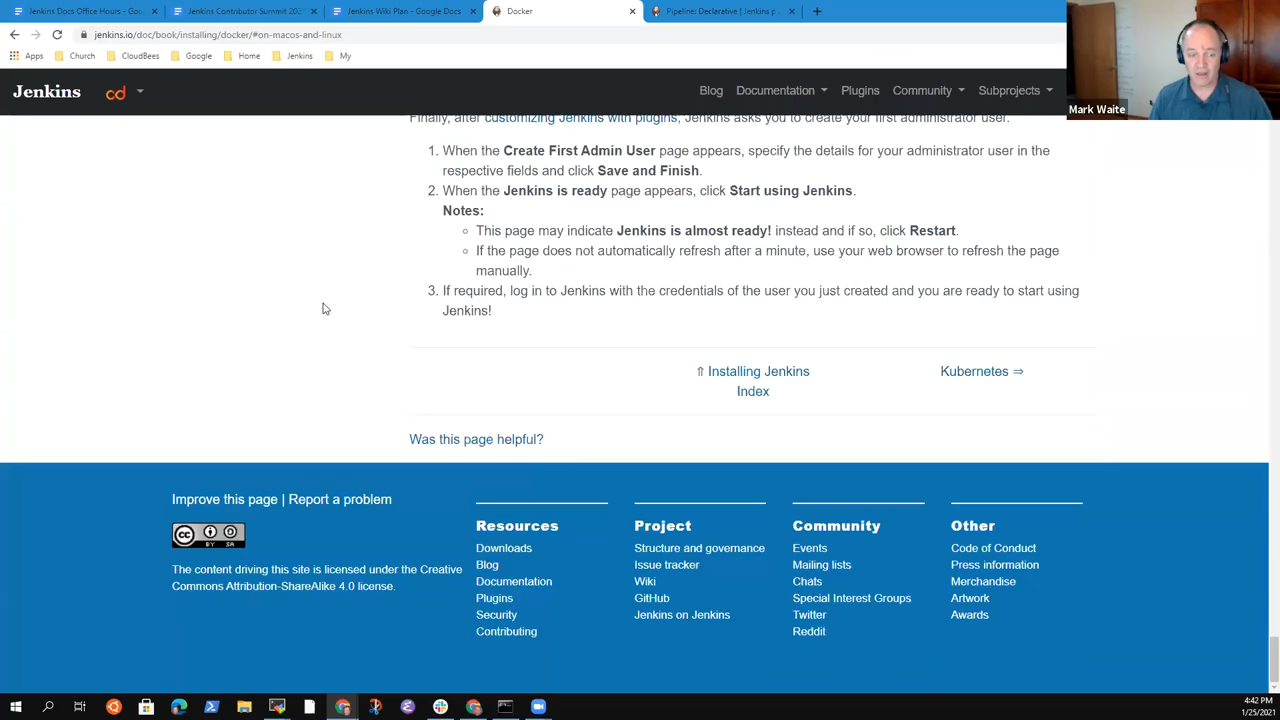 Jenkins Docs Office Hours - Goo
Jenkins Contributor Summit 202
Jenkins Wiki Plan - Google Docs
Docker
Pipeline: Declarative [Jenkins p
jenkins.io/doc/book/installing/docker/#on-macos-and-linux
Apps
Church
CloudBees
Google
Home
Jenkins
My
Mark Waite
Jenkins
cd
Blog
Documentation
Plugins
Community
Subprojects
Finally, after customizing Jenkins with plugins, Jenkins asks you to create your first administrator user.
1. When the Create First Admin User page appears, specify the details for your administrator user in the
respective fields and click Save and Finish.
2. When the Jenkins is ready page appears, click Start using Jenkins.
Notes:
This page may indicate Jenkins is almost ready! instead and if so, click Restart.
If the page does not automatically refresh after a minute, use your web browser to refresh the page
manually.
3. If required, log in to Jenkins with the credentials of the user you just created and you are ready to start using
Jenkins!
⇑ Installing Jenkins
Index
Kubernetes ⇒
Was this page helpful?
Improve this page | Report a problem
CC BY SA
The content driving this site is licensed under the Creative
Commons Attribution-ShareAlike 4.0 license.
Resources
Downloads
Blog
Documentation
Plugins
Security
Contributing
Project
Structure and governance
Issue tracker
Wiki
GitHub
Jenkins on Jenkins
Community
Events
Mailing lists
Chats
Special Interest Groups
Twitter
Reddit
Other
Code of Conduct
Press information
Merchandise
Artwork
Awards
4:42 PM
1/25/2021